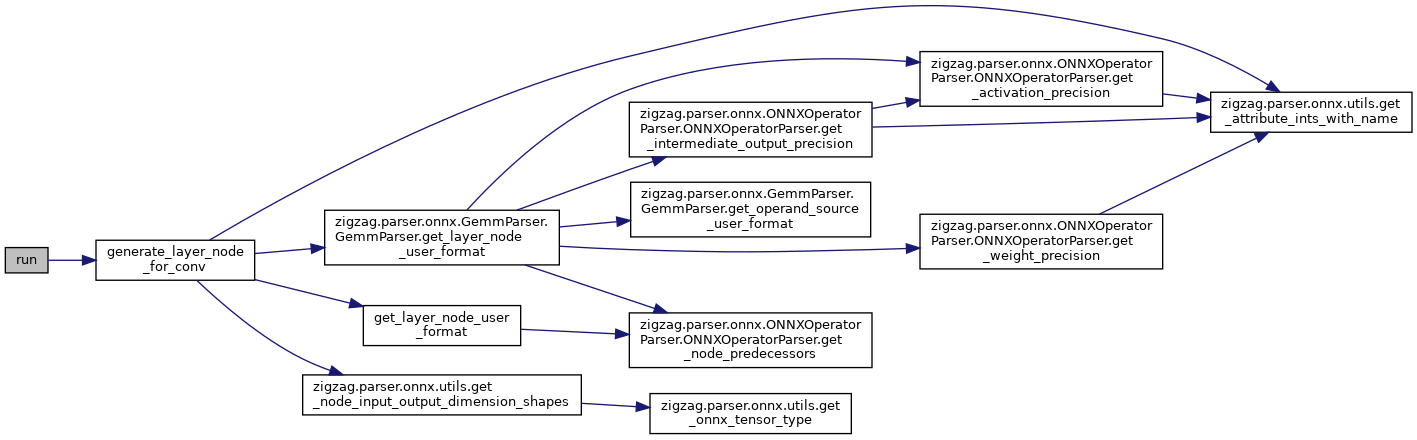 run
generate_layer_node
_for_conv
zigzag.parser.onnx.GemmParser.
GemmParser.get_layer_node
_user_format
get_layer_node_user
_format
zigzag.parser.onnx.utils.get
_node_input_output_dimension_shapes
zigzag.parser.onnx.ONNXOperator
Parser.ONNXOperatorParser.get
_intermediate_output_precision
zigzag.parser.onnx.GemmParser.
GemmParser.get_operand_source
_user_format
zigzag.parser.onnx.ONNXOperator
Parser.ONNXOperatorParser.get
_node_predecessors
zigzag.parser.onnx.utils.get
_onnx_tensor_type
zigzag.parser.onnx.ONNXOperator
Parser.ONNXOperatorParser.get
_activation_precision
zigzag.parser.onnx.ONNXOperator
Parser.ONNXOperatorParser.get
_weight_precision
zigzag.parser.onnx.utils.get
_attribute_ints_with_name